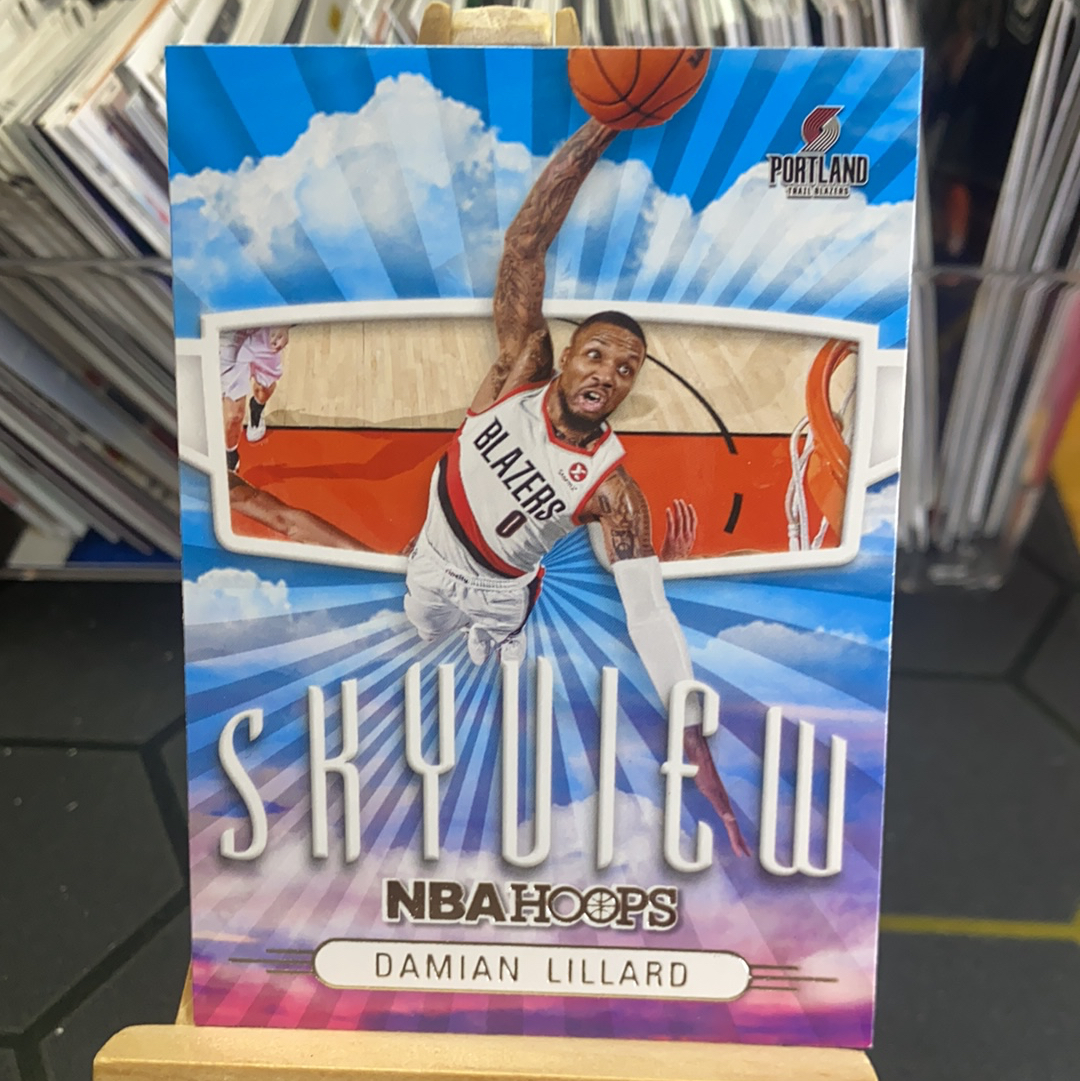 PORTLAND
TRAIL BLAZERS
BLAZERS
0
SKYVIEW
NBA HOOPS
DAMIAN LILLARD